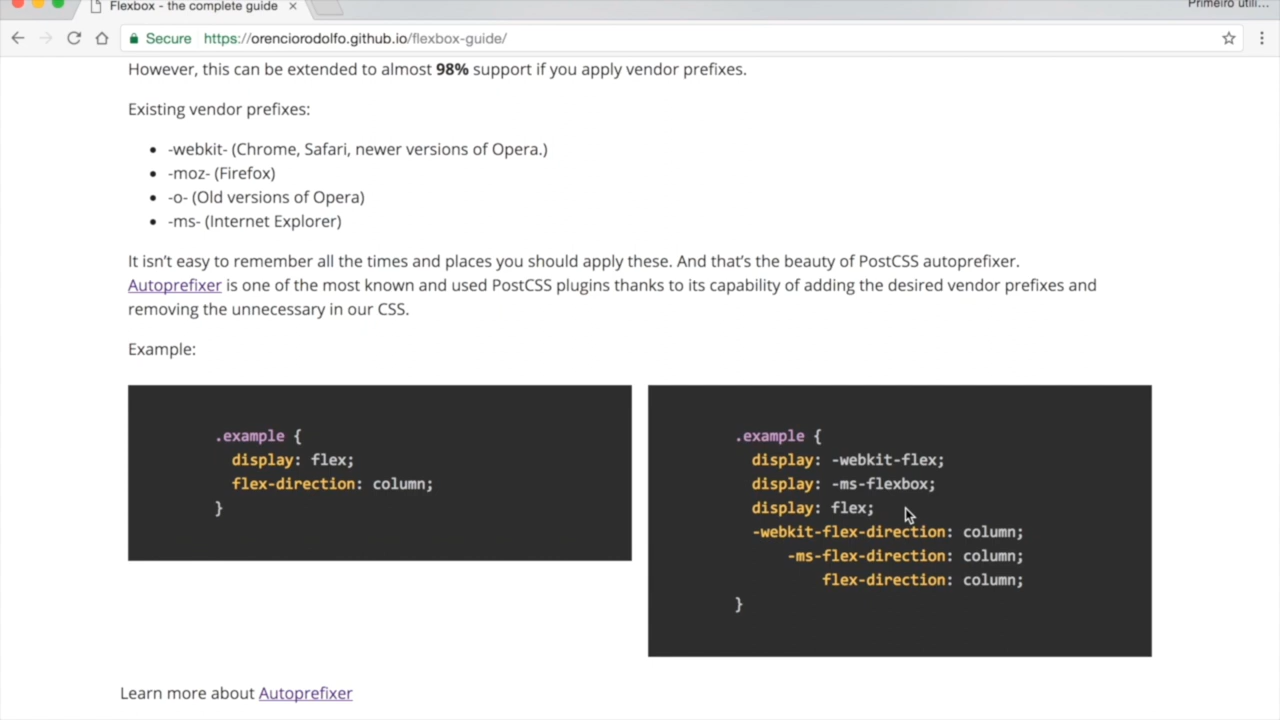 Flexbox - the complete guide
Primeiro utili...
Secure https://orenciorodolfo.github.io/flexbox-guide/
However, this can be extended to almost 98% support if you apply vendor prefixes.
Existing vendor prefixes:
-webkit- (Chrome, Safari, newer versions of Opera.)
-moz- (Firefox)
-o- (Old versions of Opera)
-ms- (Internet Explorer)
It isn’t easy to remember all the times and places you should apply these. And that’s the beauty of PostCSS autoprefixer.
Autoprefixer is one of the most known and used PostCSS plugins thanks to its capability of adding the desired vendor prefixes and
removing the unnecessary in our CSS.
Example:
.example {
display: flex;
flex-direction: column;
}
.example {
display: -webkit-flex;
display: -ms-flexbox;
display: flex;
-webkit-flex-direction: column;
-ms-flex-direction: column;
flex-direction: column;
}
Learn more about Autoprefixer